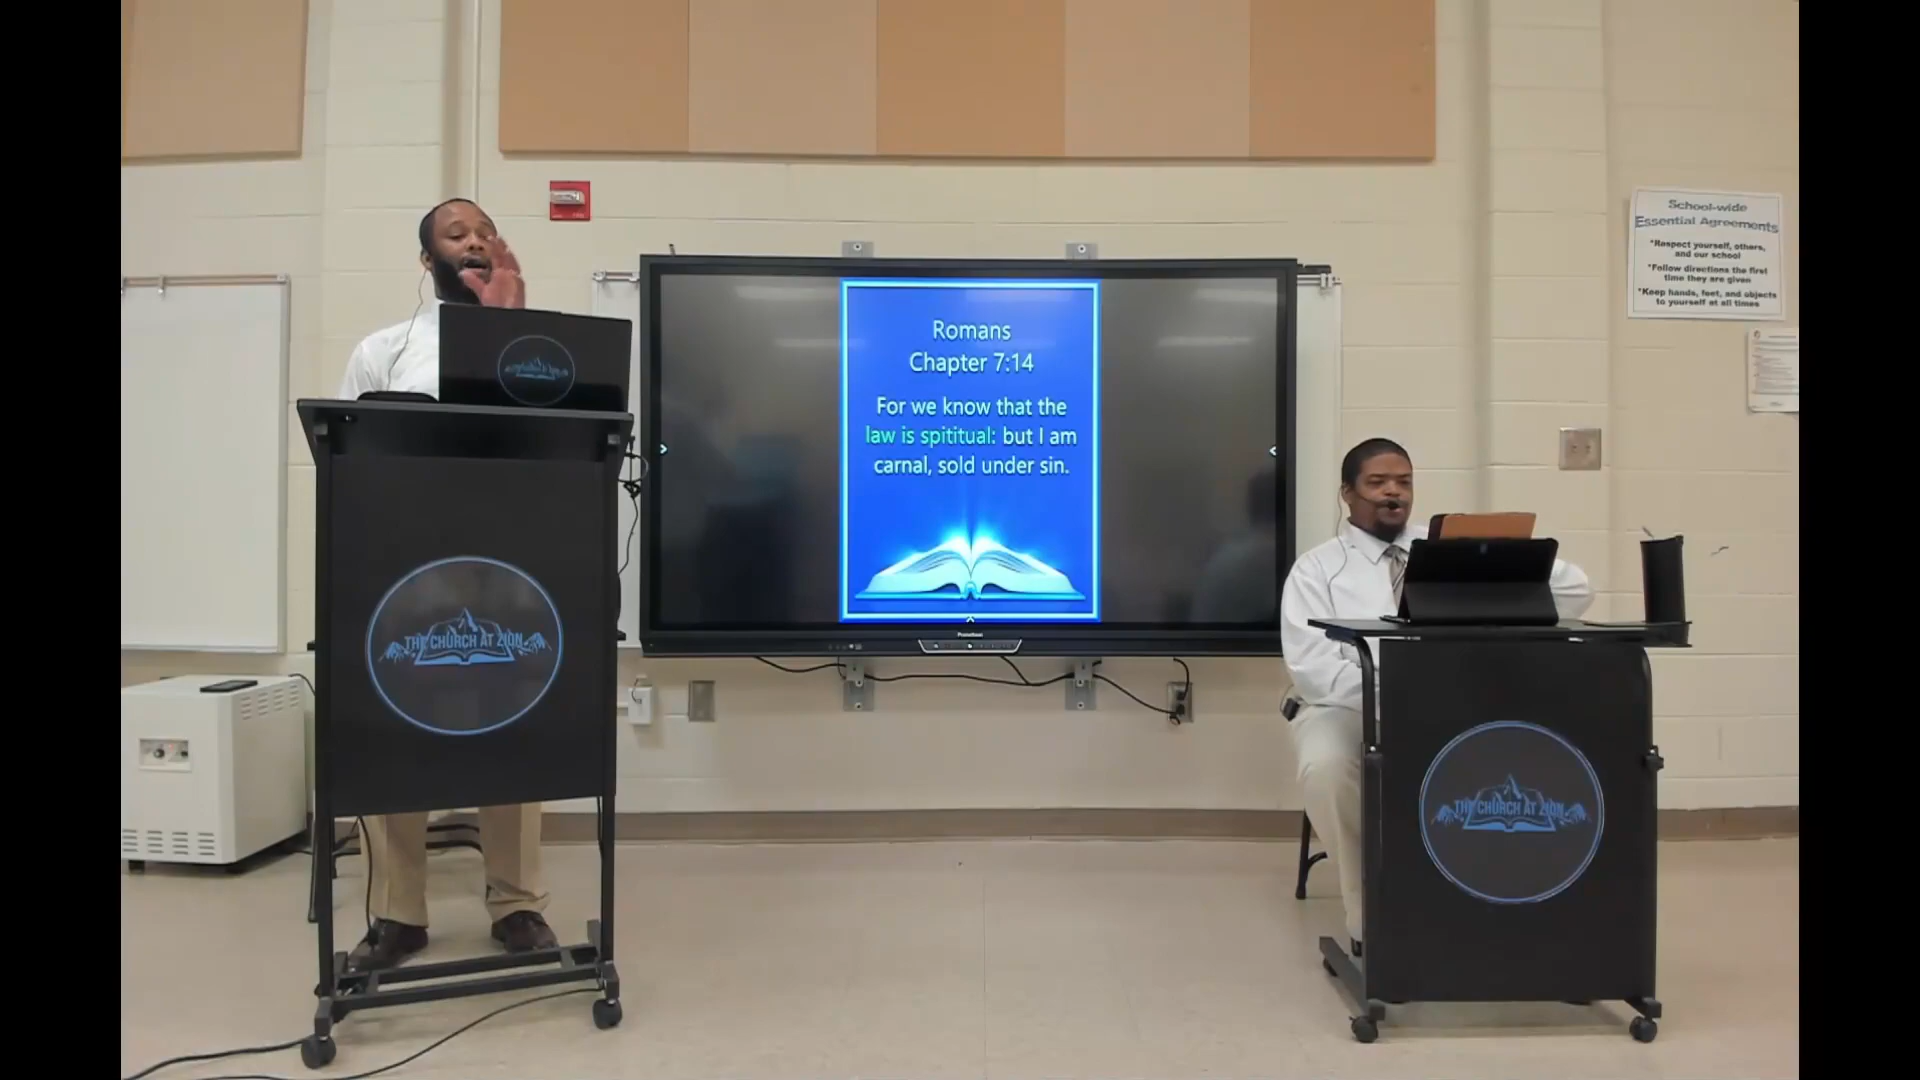 Romans
Chapter 7:14
For we know that the
law is spititual: but I am
carnal, sold under sin.
Promethean
THE CHURCH AT ZION
THE CHURCH AT ZION
School-wide
Essential Agreements
*Respect yourself, others,
and our school
*Follow directions the first
time they are given
*Keep hands, feet, and objects
to yourself at all times